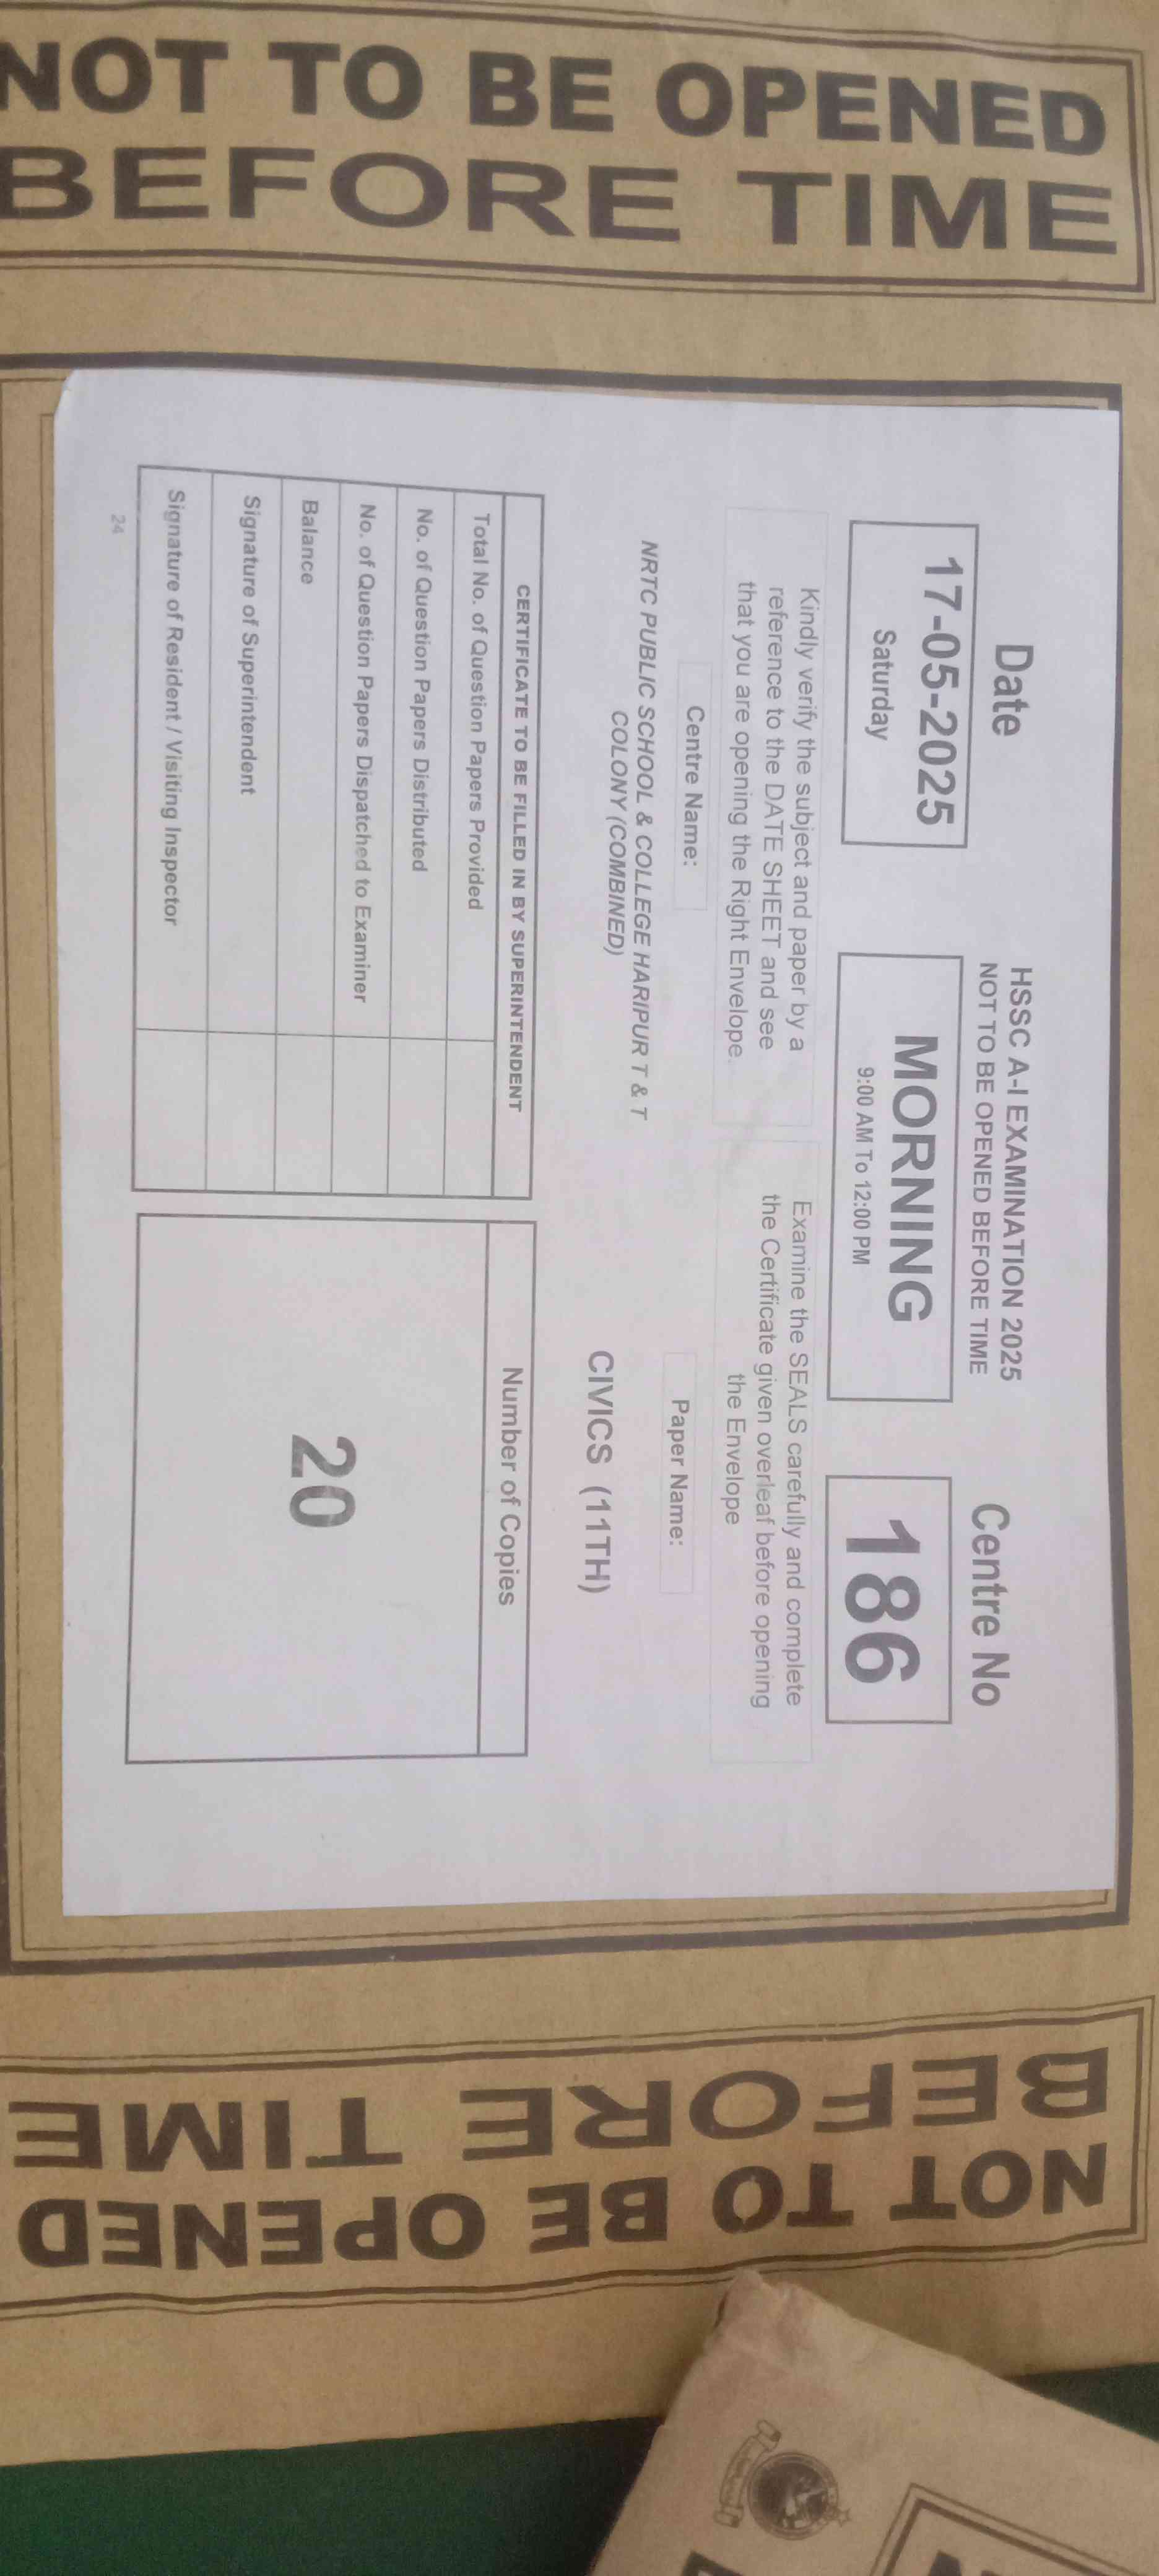 NOT TO BE OPENED
BEFORE TIME
HSSC A-I EXAMINATION 2025
NOT TO BE OPENED BEFORE TIME
Date
17-05-2025
Saturday
MORNING
9:00 AM To 12:00 PM
Centre No
186
Kindly verify the subject and paper by a
reference to the DATE SHEET and see
that you are opening the Right Envelope.
Examine the SEALS carefully and complete
the Certificate given overleaf before opening
the Envelope
Centre Name:
NRTC PUBLIC SCHOOL & COLLEGE HARIPUR T & T
COLONY (COMBINED)
Paper Name:
CIVICS (11TH)
CERTIFICATE TO BE FILLED IN BY SUPERINTENDENT
Total No. of Question Papers Provided
No. of Question Papers Distributed
No. of Question Papers Dispatched to Examiner
Balance
Signature of Superintendent
Signature of Resident / Visiting Inspector
Number of Copies
20
24
NOT TO BE OPENED
BEFORE TIME